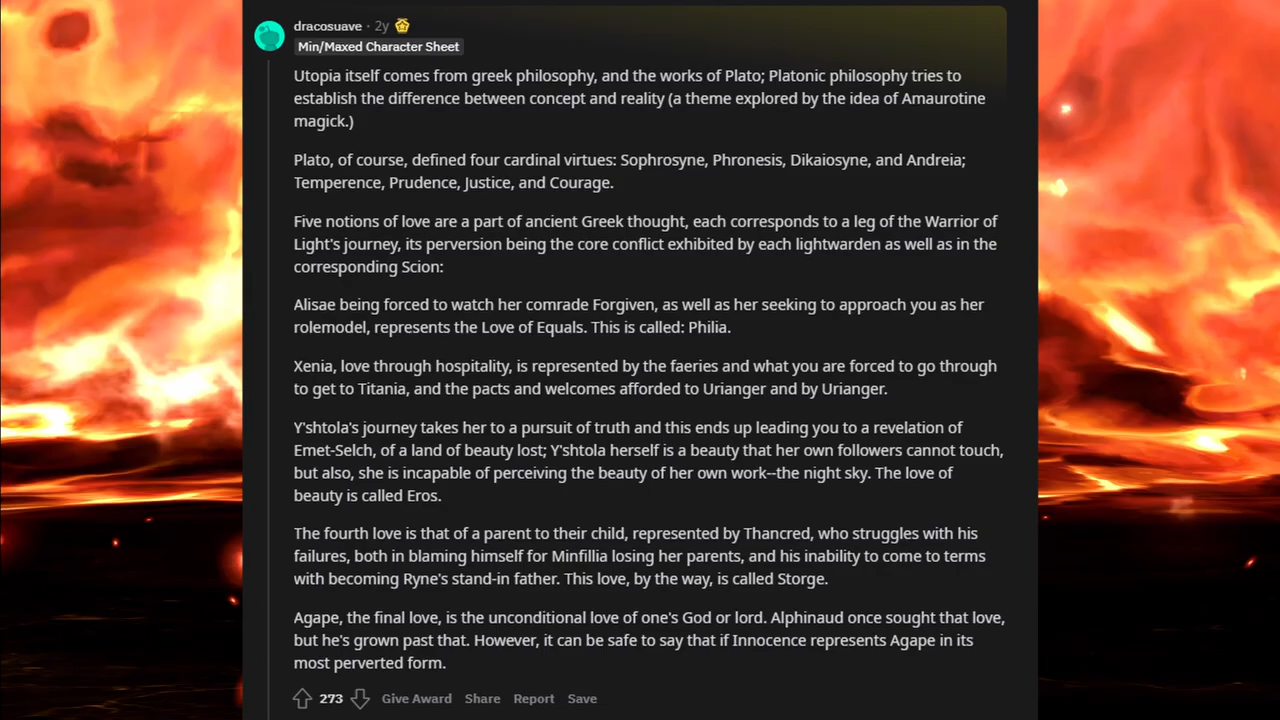 dracosuave · 2y
Min/Maxed Character Sheet
Utopia itself comes from greek philosophy, and the works of Plato; Platonic philosophy tries to
establish the difference between concept and reality (a theme explored by the idea of Amaurotine
magick.)
Plato, of course, defined four cardinal virtues: Sophrosyne, Phronesis, Dikaiosyne, and Andreia;
Temperence, Prudence, Justice, and Courage.
Five notions of love are a part of ancient Greek thought, each corresponds to a leg of the Warrior of
Light's journey, its perversion being the core conflict exhibited by each lightwarden as well as in the
corresponding Scion:
Alisae being forced to watch her comrade Forgiven, as well as her seeking to approach you as her
rolemodel, represents the Love of Equals. This is called: Philia.
Xenia, love through hospitality, is represented by the faeries and what you are forced to go through
to get to Titania, and the pacts and welcomes afforded to Urianger and by Urianger.
Y'shtola's journey takes her to a pursuit of truth and this ends up leading you to a revelation of
Emet-Selch, of a land of beauty lost; Y'shtola herself is a beauty that her own followers cannot touch,
but also, she is incapable of perceiving the beauty of her own work--the night sky. The love of
beauty is called Eros.
The fourth love is that of a parent to their child, represented by Thancred, who struggles with his
failures, both in blaming himself for Minfillia losing her parents, and his inability to come to terms
with becoming Ryne's stand-in father. This love, by the way, is called Storge.
Agape, the final love, is the unconditional love of one's God or lord. Alphinaud once sought that love,
but he's grown past that. However, it can be safe to say that if Innocence represents Agape in its
most perverted form.
273 Give Award Share Report Save